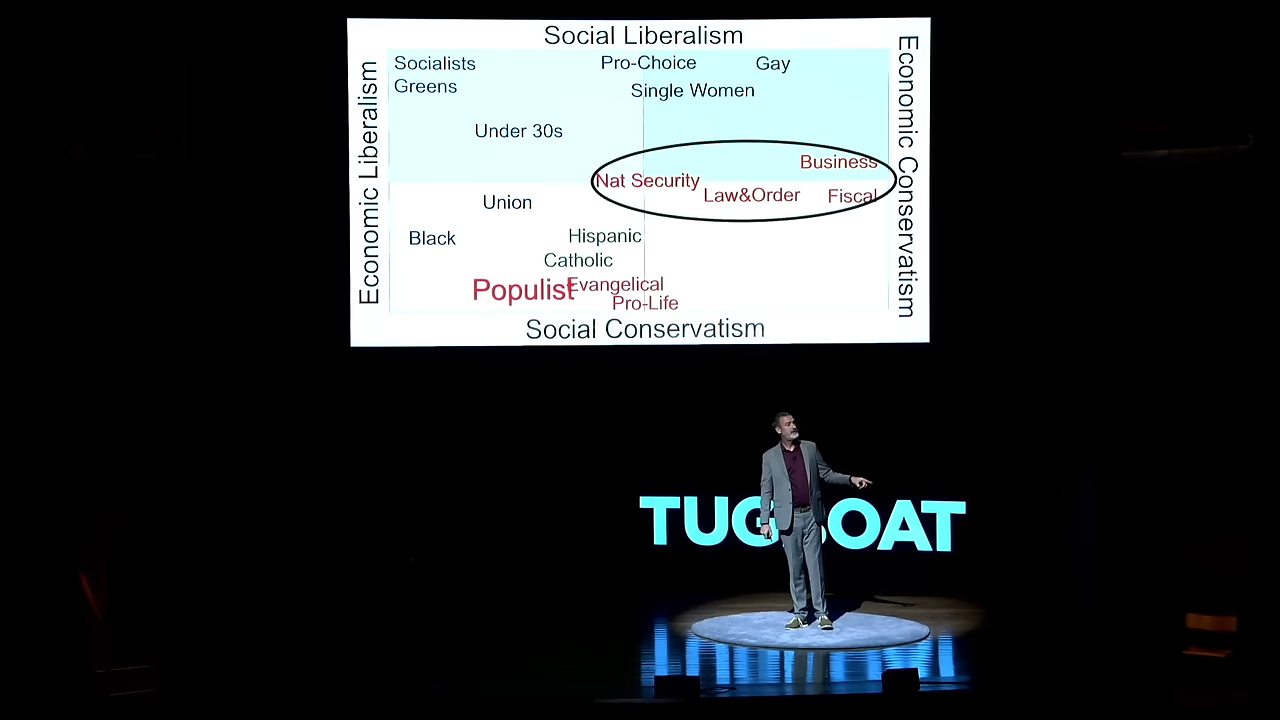 Social Liberalism
Economic Liberalism
Economic Conservatism
Socialists
Pro-Choice
Gay
Greens
Single Women
Under 30s
Business
Nat Security
Law&Order
Fiscal
Union
Black
Hispanic
Catholic
Populist
Evangelical
Pro-Life
Social Conservatism
TUGBOAT